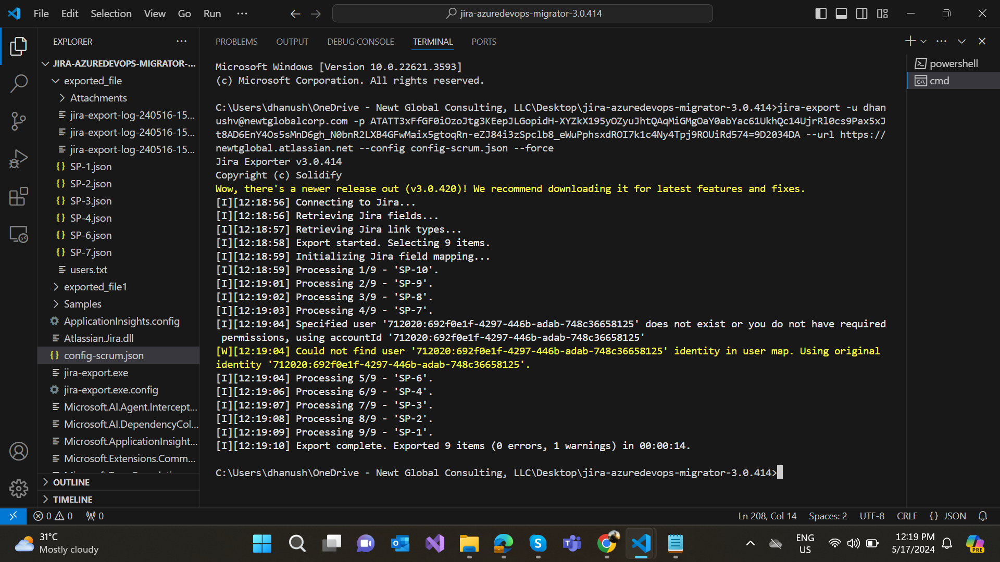 File Edit Selection View Go Run ···
jira-azuredevops-migrator-3.0.414
EXPLORER
JIRA-AZUREDEVOPS-MIGRATOR-...
exported_file
Attachments
jira-export-log-240516-15...
jira-export-log-240516-15...
jira-export-log-240516-15...
SP-1.json
SP-2.json
SP-3.json
SP-4.json
SP-6.json
SP-7.json
users.txt
exported_file1
Samples
ApplicationInsights.config
Atlassian.Jira.dll
config-scrum.json
jira-export.exe
jira-export.exe.config
Microsoft.AI.Agent.Intercept...
Microsoft.AI.DependencyCol...
Microsoft.ApplicationInsight...
Microsoft.Extensions.Comm...
OUTLINE
TIMELINE
PROBLEMS OUTPUT DEBUG CONSOLE TERMINAL PORTS
Microsoft Windows [Version 10.0.22621.3593]
(c) Microsoft Corporation. All rights reserved.
C:\Users\dhanush\OneDrive - Newt Global Consulting, LLC\Desktop\jira-azuredevops-migrator-3.0.414>jira-export -u dhan
ushv@newtglobalcorp.com -p ATATT3xFfGF0iOzoJtg3KEepJLGopidH-XYZkX195yOZyuJhtQAqMiGMgOaY0abYac61UkhQc14UjrRl0cs9Pax5xJ
t8AD6EnY4Os5sMnD6gh_N0bnR2LXB4GFwMaix5gtoqRn-eZJ84i3zSpclb8_eWuPphsxdROI7k1c4Ny4Tpj9ROUiRd574=9D2034DA --url https://
newtglobal.atlassian.net --config config-scrum.json --force
Jira Exporter v3.0.414
Copyright (c) Solidify
Wow, there's a newer release out (v3.0.420)! We recommend downloading it for latest features and fixes.
[I][12:18:56] Connecting to Jira...
[I][12:18:56] Retrieving Jira fields...
[I][12:18:57] Retrieving Jira link types...
[I][12:18:58] Export started. Selecting 9 items.
[I][12:18:59] Initializing Jira field mapping...
[I][12:18:59] Processing 1/9 - 'SP-10'.
[I][12:19:01] Processing 2/9 - 'SP-9'.
[I][12:19:02] Processing 3/9 - 'SP-8'.
[I][12:19:03] Processing 4/9 - 'SP-7'.
[I][12:19:04] Specified user '712020:692f0e1f-4297-446b-adab-748c36658125' does not exist or you do not have required
permissions, using accountId '712020:692f0e1f-4297-446b-adab-748c36658125'
[W][12:19:04] Could not find user '712020:692f0e1f-4297-446b-adab-748c36658125' identity in user map. Using original
identity '712020:692f0e1f-4297-446b-adab-748c36658125'.
[I][12:19:04] Processing 5/9 - 'SP-6'.
[I][12:19:06] Processing 6/9 - 'SP-4'.
[I][12:19:07] Processing 7/9 - 'SP-3'.
[I][12:19:08] Processing 8/9 - 'SP-2'.
[I][12:19:09] Processing 9/9 - 'SP-1'.
[I][12:19:10] Export complete. Exported 9 items (0 errors, 1 warnings) in 00:00:14.
C:\Users\dhanush\OneDrive - Newt Global Consulting, LLC\Desktop\jira-azuredevops-migrator-3.0.414>
powershell
cmd
0 0 0
Ln 208, Col 14 Spaces: 2 UTF-8 CRLF {} JSON
31°C
Mostly cloudy
ENG
US
12:19 PM
5/17/2024
PRE